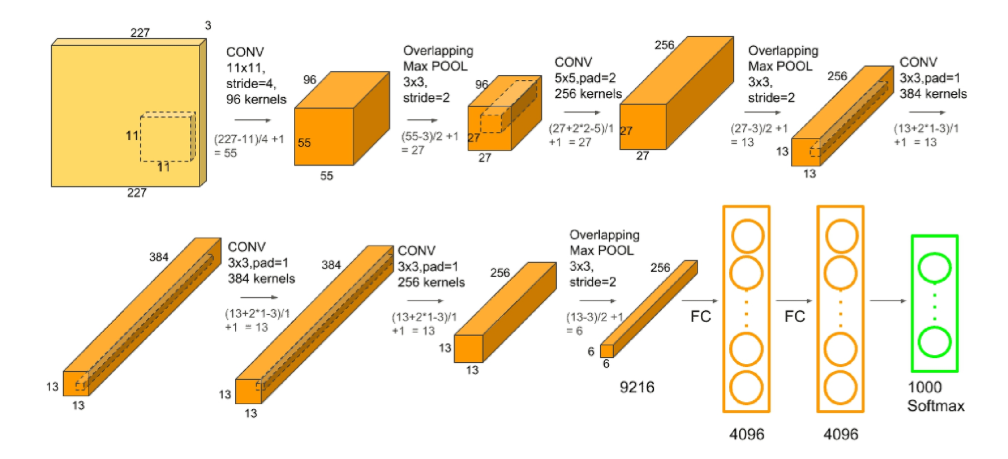 227
3
11
11
227
CONV
11x11,
stride=4,
96 kernels
(227-11)/4 +1
= 55
96
55
55
Overlapping
Max POOL
3x3,
stride=2
(55-3)/2 +1
= 27
96
27
27
CONV
5x5,pad=2
256 kernels
(27+2*2-5)/1
+1 = 27
256
27
27
Overlapping
Max POOL
3x3,
stride=2
(27-3)/2 +1
= 13
256
13
13
CONV
3x3,pad=1
384 kernels
(13+2*1-3)/1
+1 = 13
384
13
13
CONV
3x3,pad=1
384 kernels
(13+2*1-3)/1
+1 = 13
384
13
13
CONV
3x3,pad=1
256 kernels
(13+2*1-3)/1
+1 = 13
256
13
13
Overlapping
Max POOL
3x3,
stride=2
(13-3)/2 +1
= 6
256
6
6
9216
FC
4096
FC
4096
1000
Softmax